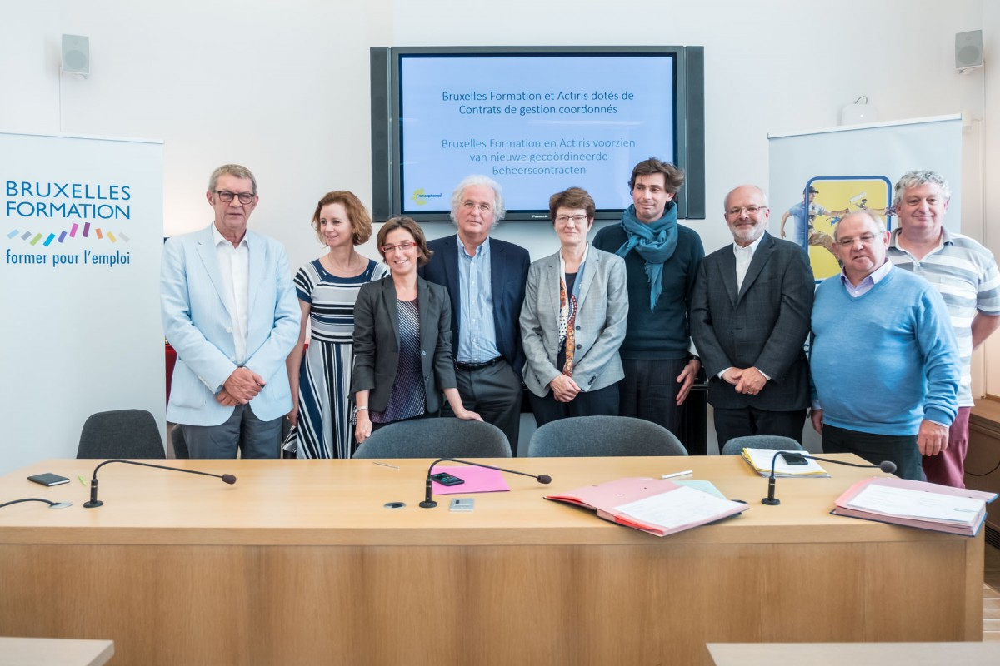 Bruxelles Formation et Actiris dotés de
Contrats de gestion coordonnés
Bruxelles Formation en Actiris voorzien
van nieuwe gecoördineerde
Beheerscontracten
Panasonic
BRUXELLES
FORMATION
former pour l'emploi